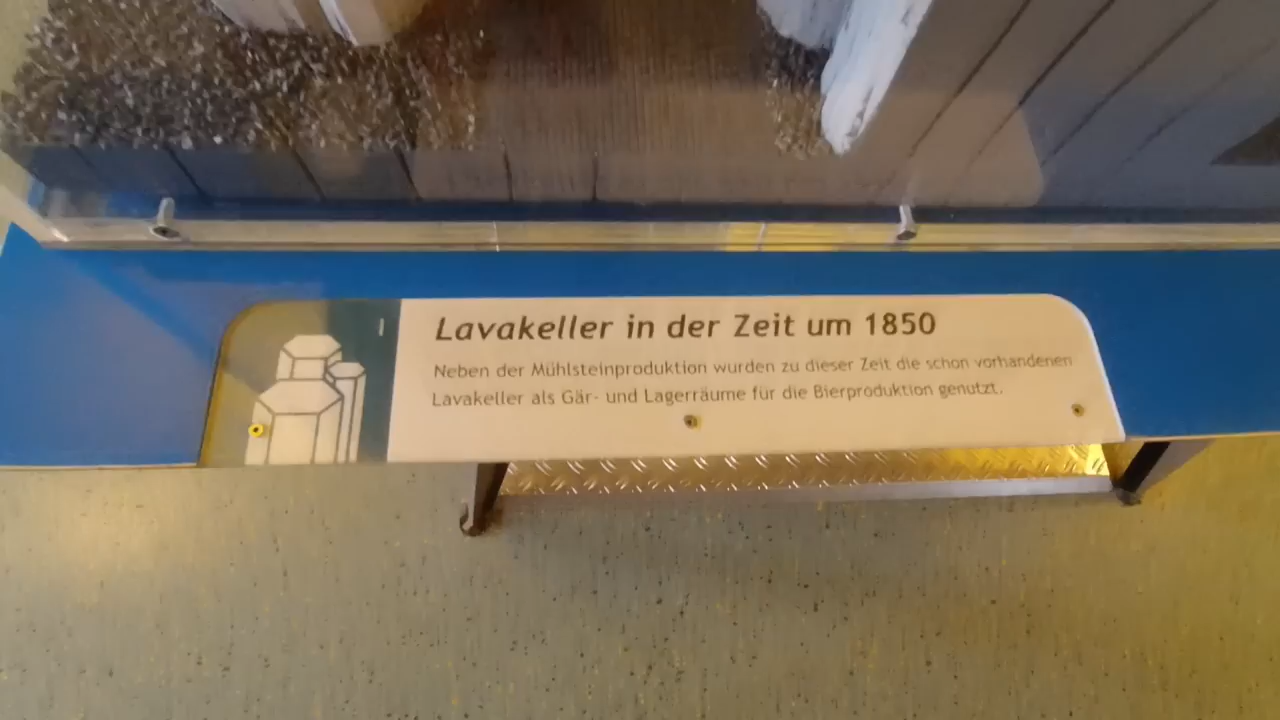 Lavakeller in der Zeit um 1850
Neben der Mühlsteinproduktion wurden zu dieser Zeit die schon vorhandenen
Lavakeller als Gär- und Lagerräume für die Bierproduktion genutzt.